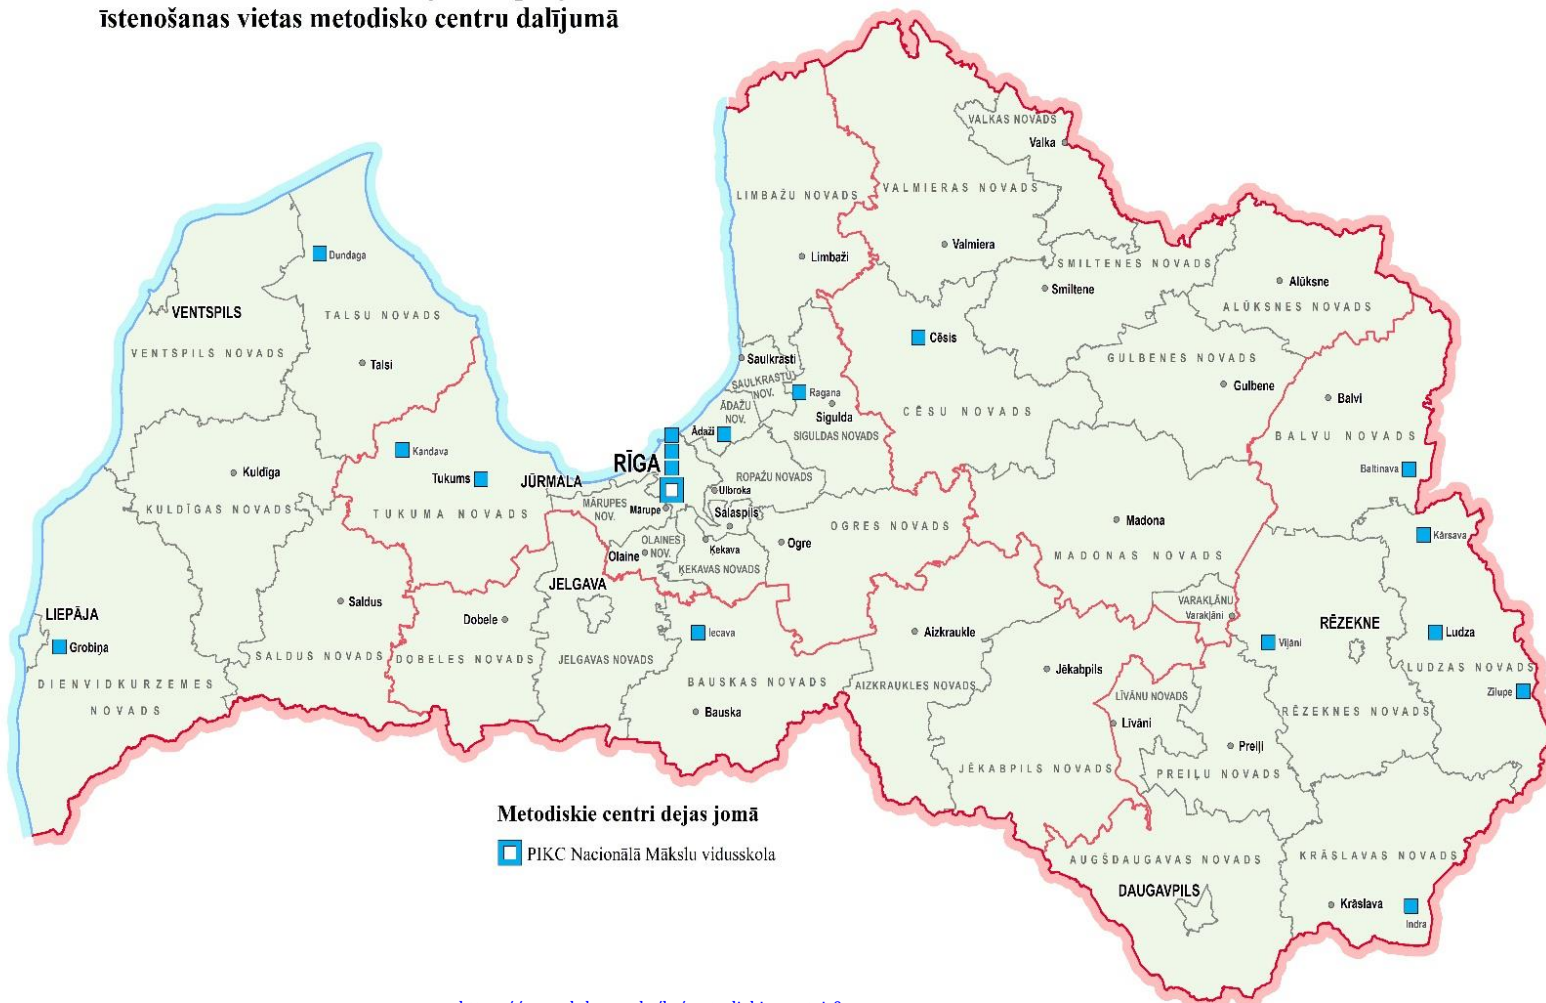 īstenošanas vietas metodisko centru dalījumā
VALKAS NOVADS
Valka
LIMBAŽU NOVADS
VALMIERAS NOVADS
Valmiera
Limbaži
SMILTENES NOVADS
Smiltene
Alūksne
ALŪKSNES NOVADS
Dundaga
VENTSPILS
TALSU NOVADS
VENTSPILS NOVADS
Talsi
Cēsis
Saulkrasti
SAULKRASTU
NOV.
Ragana
Sigulda
GULBENES NOVADS
Gulbene
Balvi
CĒSU NOVADS
ĀDAŽU
NOV.
Ādaži
SIGULDAS NOVADS
BALVU NOVADS
Baltinava
Kandava
Tukums
Kuldīga
RĪGA
JŪRMALA
ROPAŽU NOVADS
Ulbroka
KULDĪGAS NOVADS
TUKUMA NOVADS
MĀRUPES
NOV.
Mārupe
Salaspils
OGRES NOVADS
Madona
MADONAS NOVADS
Kārsava
Olaine
OLAINES
NOV.
Ķekava
ĶEKAVAS NOVADS
Ogre
JELGAVA
Saldus
Dobele
VARAKĻĀNU
Varakļāni
LIEPĀJA
Grobiņa
Iecava
Aizkraukle
Viļāni
RĒZEKNE
Ludza
LUDZAS NOVADS
Zilupe
SALDUS NOVADS
DOBELES NOVADS
JELGAVAS NOVADS
BAUSKAS NOVADS
AIZKRAUKLES NOVADS
Jēkabpils
DIENVIDKURZEMES
NOVADS
Bauska
LĪVĀNU NOVADS
Līvāni
RĒZEKNES NOVADS
Preiļi
JĒKABPILS NOVADS
PREIĻU NOVADS
Metodiskie centri dejas jomā
PIKC Nacionālā Mākslu vidusskola
AUGŠDAUGAVAS NOVADS
KRĀSLAVAS NOVADS
DAUGAVPILS
Krāslava
Indra